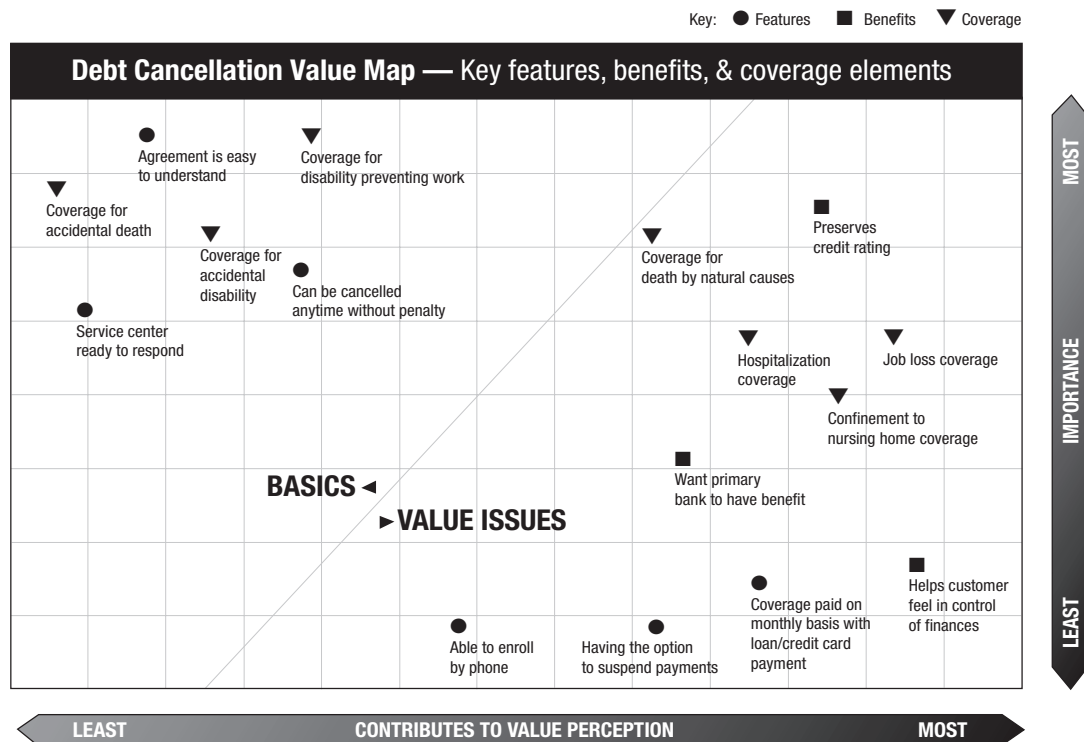 Key: Features Benefits Coverage
Debt Cancellation Value Map — Key features, benefits, & coverage elements
Agreement is easy
to understand
Coverage for
disability preventing work
Coverage for
accidental death
Preserves
credit rating
Coverage for
accidental
disability
Coverage for
death by natural causes
Can be cancelled
anytime without penalty
Service center
ready to respond
Hospitalization
coverage
Job loss coverage
Confinement to
nursing home coverage
Want primary
bank to have benefit
BASICS
VALUE ISSUES
Helps customer
feel in control
of finances
Coverage paid on
monthly basis with
loan/credit card
payment
Able to enroll
by phone
Having the option
to suspend payments
MOST
IMPORTANCE
LEAST
LEAST CONTRIBUTES TO VALUE PERCEPTION MOST